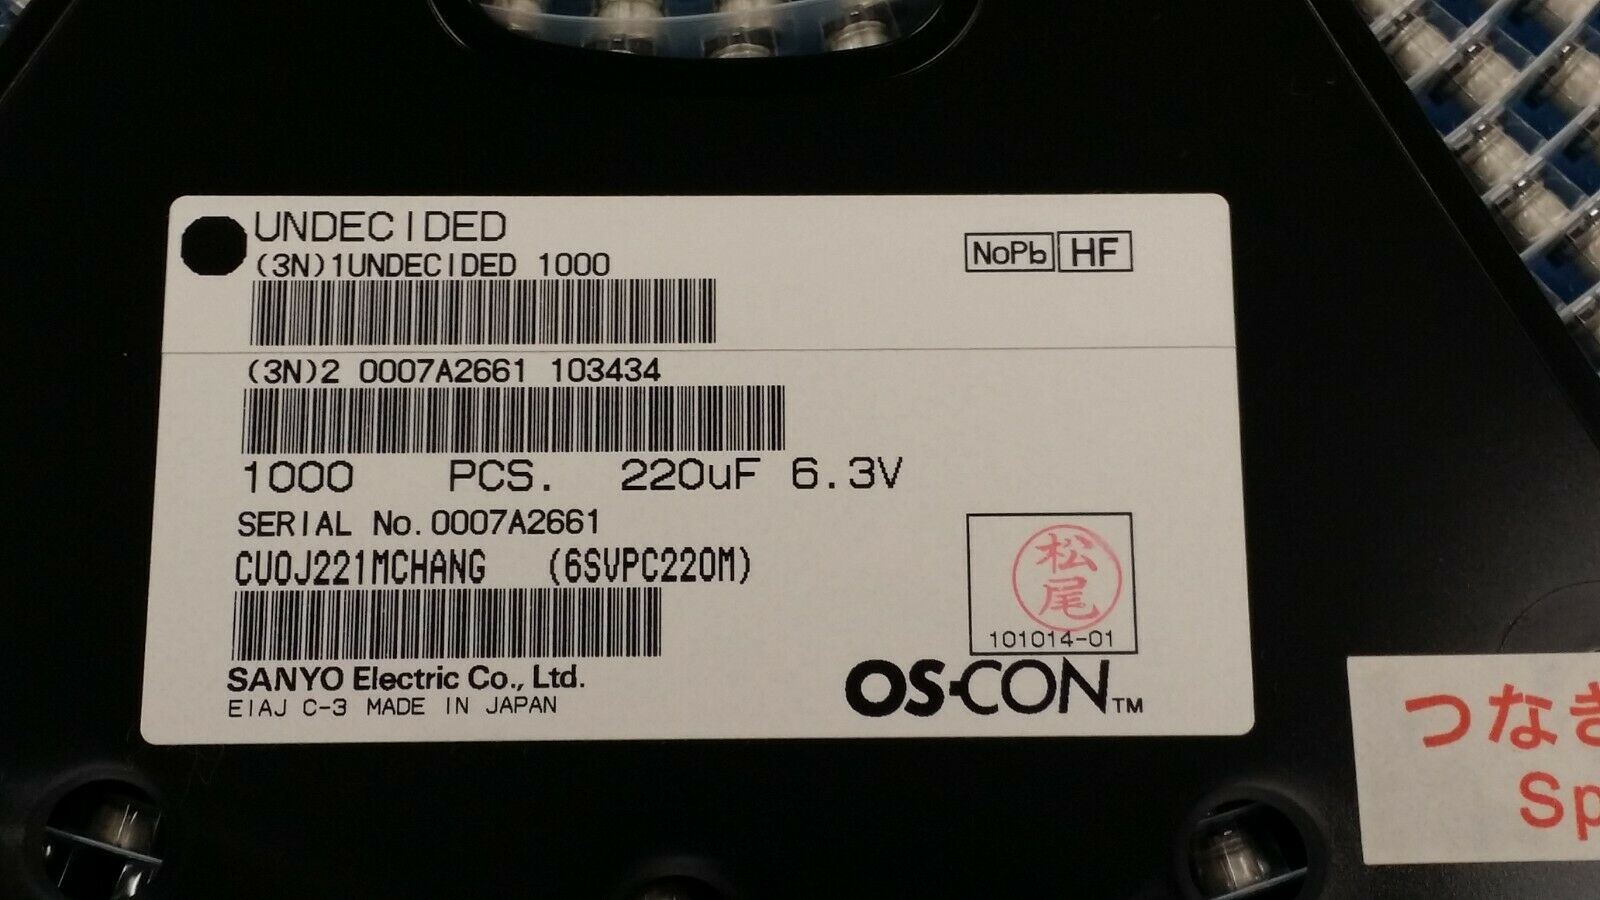 UNDECIDED
(3N)1UNDECIDED 1000
NoPb HF
(3N)2 0007A2661 103434
1000 PCS. 220uF 6.3V
SERIAL No.0007A2661
CU0J221MCHANG (6SVPC220M)
松尾
101014-01
SANYO Electric Co., Ltd.
EIAJ C-3 MADE IN JAPAN
OS-CON™
つなぎ
Sp